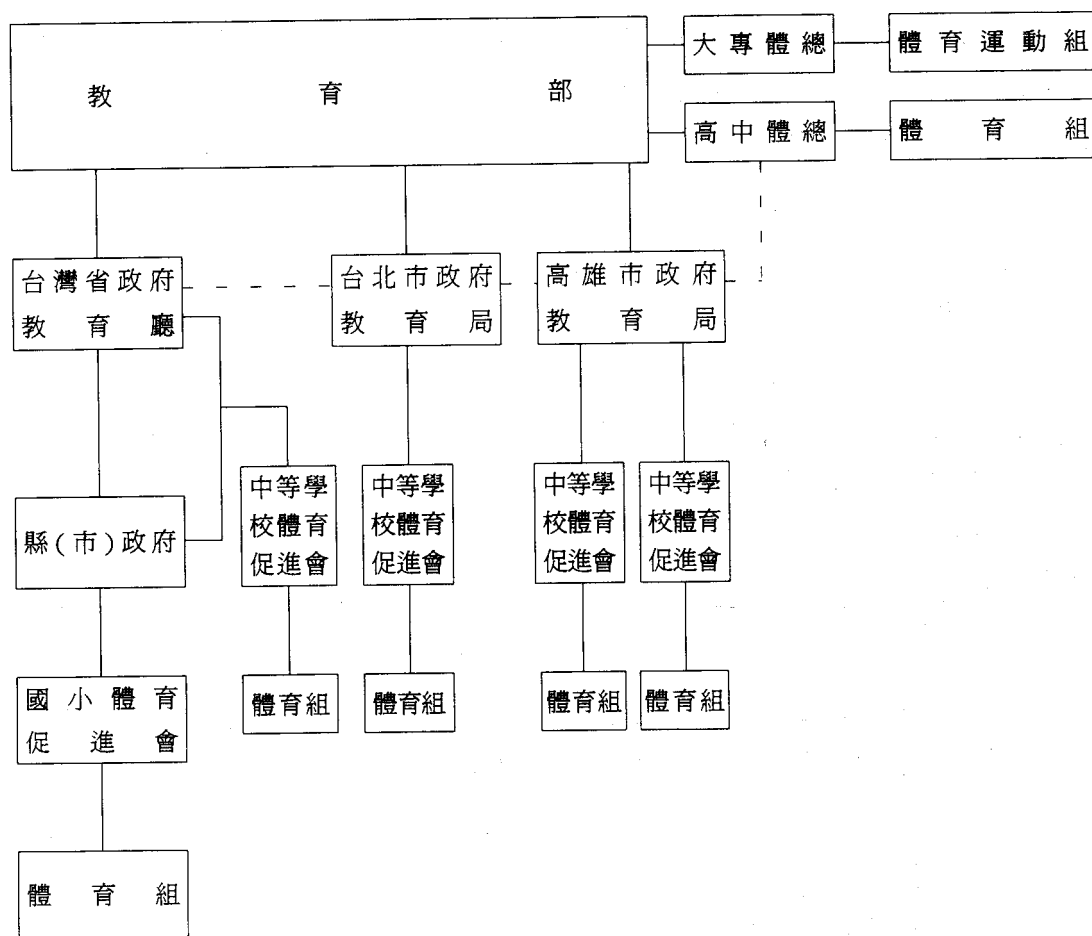 教育部
大專體總
體育運動組
高中體總
體育組
台灣省政府
教育廳
台北市政府
教育局
高雄市政府
教育局
縣(市)政府
中等學
校體育
促進會
中等學
校體育
促進會
中等學
校體育
促進會
中等學
校體育
促進會
國小體育
促進會
體育組
體育組
體育組
體育組
體育組